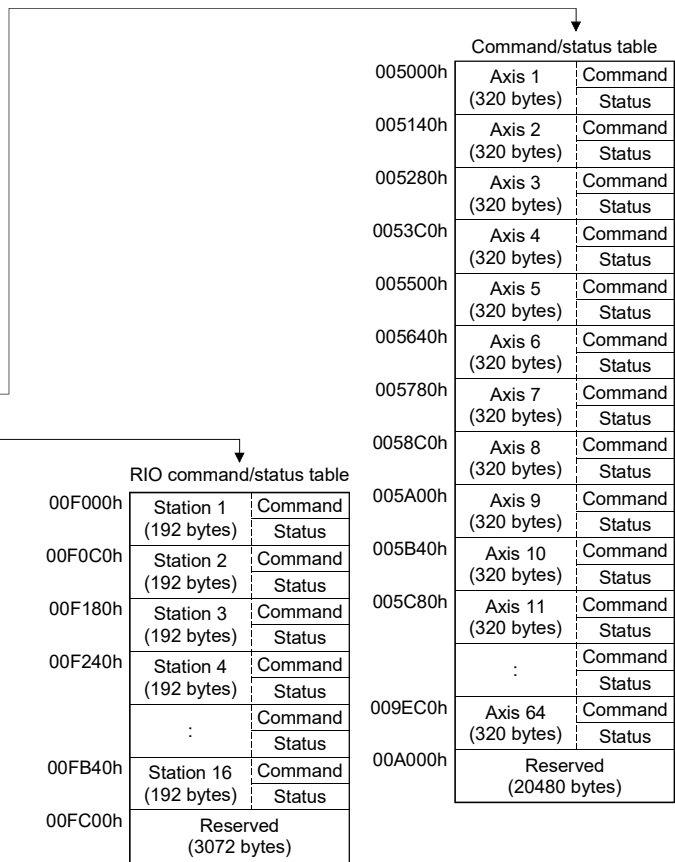 Command/status table
005000h
Axis 1
(320 bytes)
Command
Status
005140h
Axis 2
(320 bytes)
Command
Status
005280h
Axis 3
(320 bytes)
Command
Status
0053C0h
Axis 4
(320 bytes)
Command
Status
005500h
Axis 5
(320 bytes)
Command
Status
005640h
Axis 6
(320 bytes)
Command
Status
005780h
Axis 7
(320 bytes)
Command
Status
0058C0h
Axis 8
(320 bytes)
Command
Status
005A00h
Axis 9
(320 bytes)
Command
Status
005B40h
Axis 10
(320 bytes)
Command
Status
005C80h
Axis 11
(320 bytes)
Command
Status
:
Command
Status
009EC0h
Axis 64
(320 bytes)
Command
Status
00A000h
Reserved
(20480 bytes)
RIO command/status table
00F000h
Station 1
(192 bytes)
Command
Status
00F0C0h
Station 2
(192 bytes)
Command
Status
00F180h
Station 3
(192 bytes)
Command
Status
00F240h
Station 4
(192 bytes)
Command
Status
:
Command
Status
00FB40h
Station 16
(192 bytes)
Command
Status
00FC00h
Reserved
(3072 bytes)